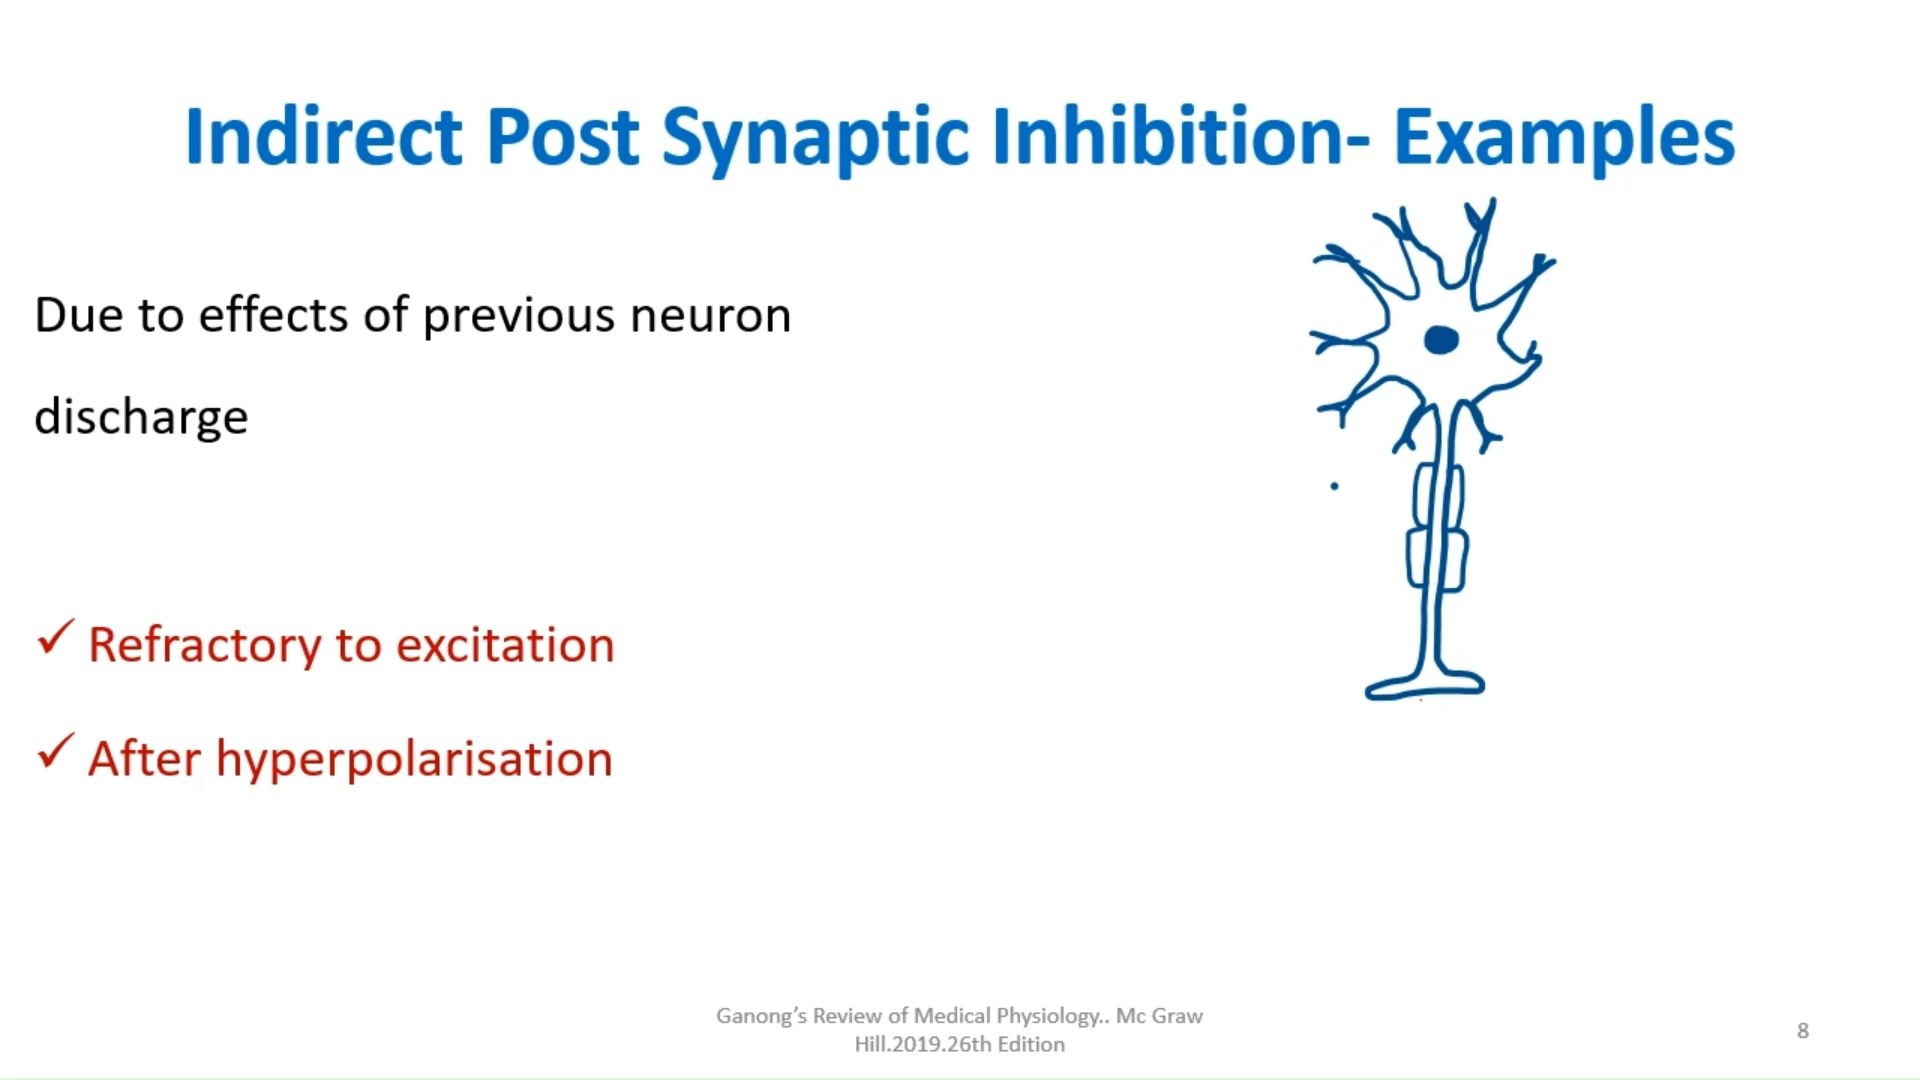 Indirect Post Synaptic Inhibition- Examples
Due to effects of previous neuron
discharge
✓ Refractory to excitation
✓ After hyperpolarisation
Ganong’s Review of Medical Physiology.. Mc Graw
Hill.2019.26th Edition
8